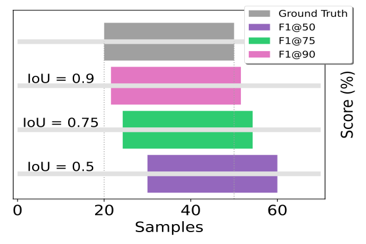 Ground Truth
F1@50
F1@75
F1@90
IoU = 0.9
IoU = 0.75
IoU = 0.5
0 20 40 60
Samples
Score (%)